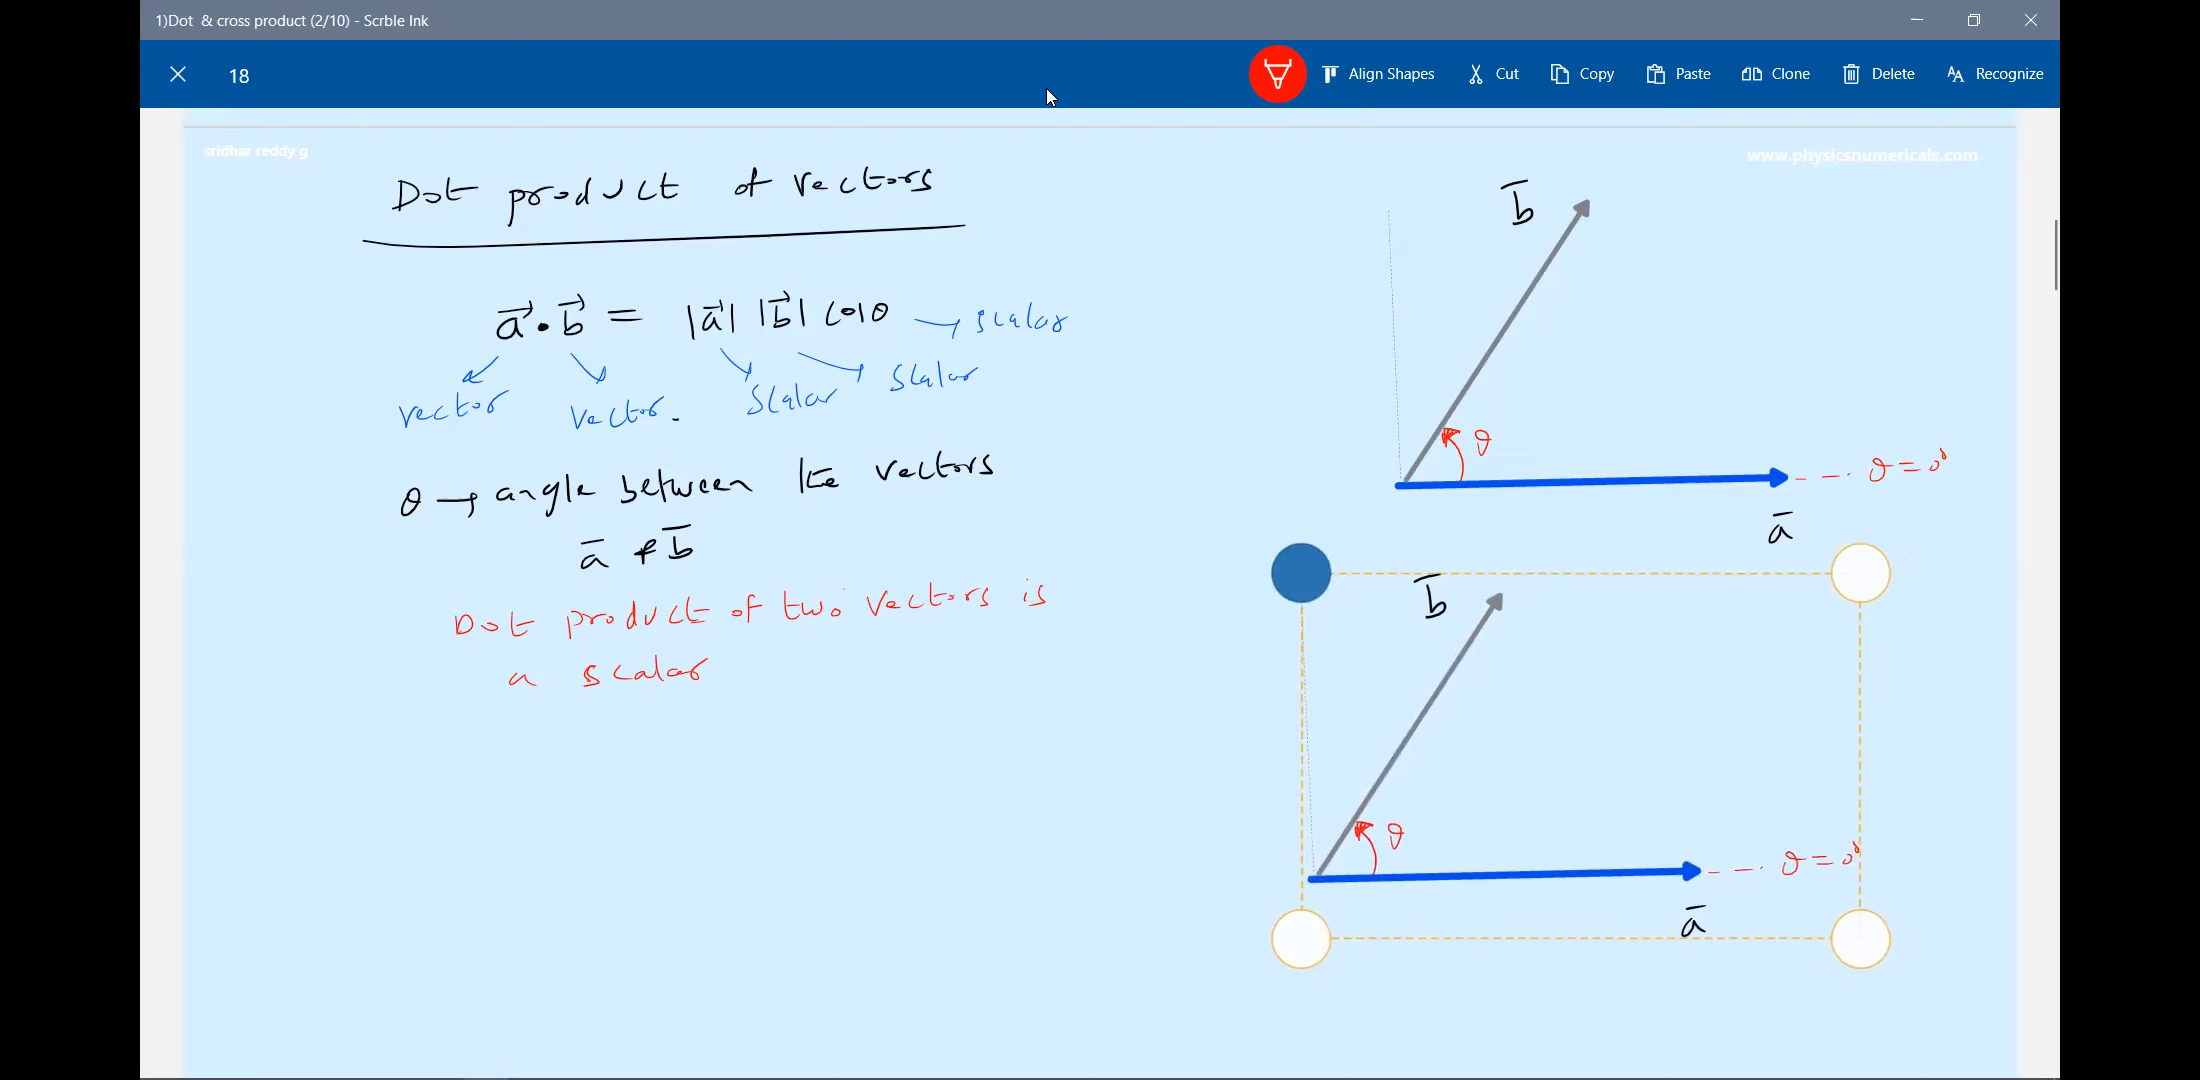 1)Dot & cross product (2/10) - Scrble Ink
18
Align Shapes Cut Copy Paste Clone Delete Recognize
sridhar reddy g
www.physicsnumericals.com
Dot product of vectors
a⃗ • b⃗ = |a⃗| |b⃗| cosθ → scalar
vector vector. scalar scalar
θ → angle between the vectors
a̅ & b̅
Dot product of two vectors is
a scalar
b̅
θ
θ = 0°
a̅
b̅
θ
θ = 0°
a̅